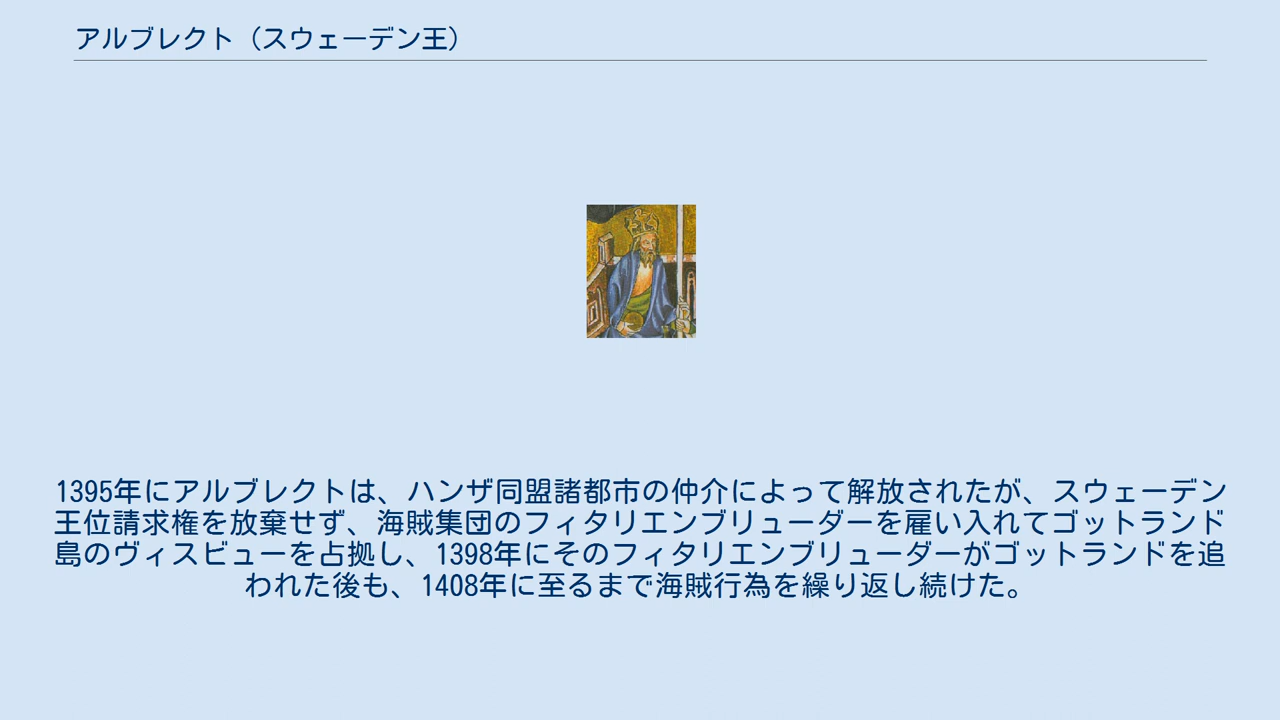 アルブレクト（スウェーデン王）
1395年にアルブレクトは、ハンザ同盟諸都市の仲介によって解放されたが、スウェーデン
王位請求権を放棄せず、海賊集団のフィタリエンブリューダーを雇い入れてゴットランド
島のヴィスビューを占拠し、1398年にそのフィタリエンブリューダーがゴットランドを追
われた後も、1408年に至るまで海賊行為を繰り返し続けた。